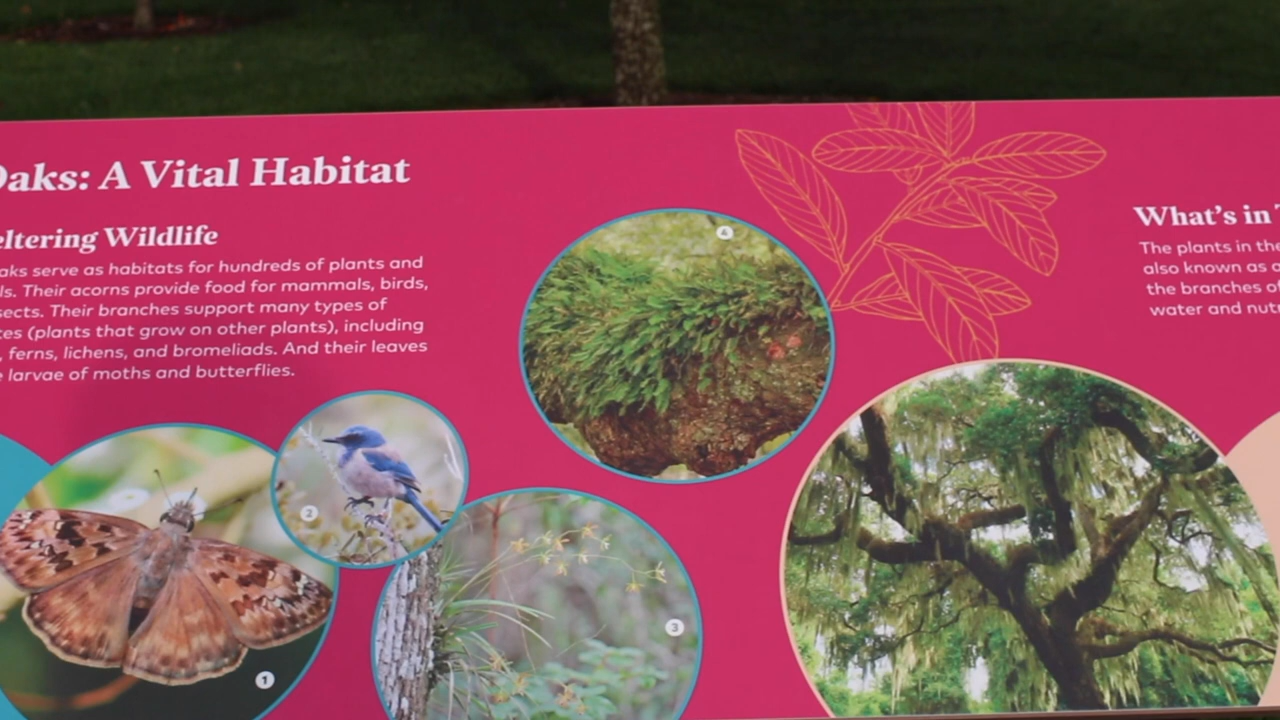 Oaks: A Vital Habitat
eltering Wildlife
aks serve as habitats for hundreds of plants and
ls. Their acorns provide food for mammals, birds,
sects. Their branches support many types of
tes (plants that grow on other plants), including
, ferns, lichens, and bromeliads. And their leaves
e larvae of moths and butterflies.
What's in T
The plants in the
also known as a
the branches of
water and nutr
4
2
3
1